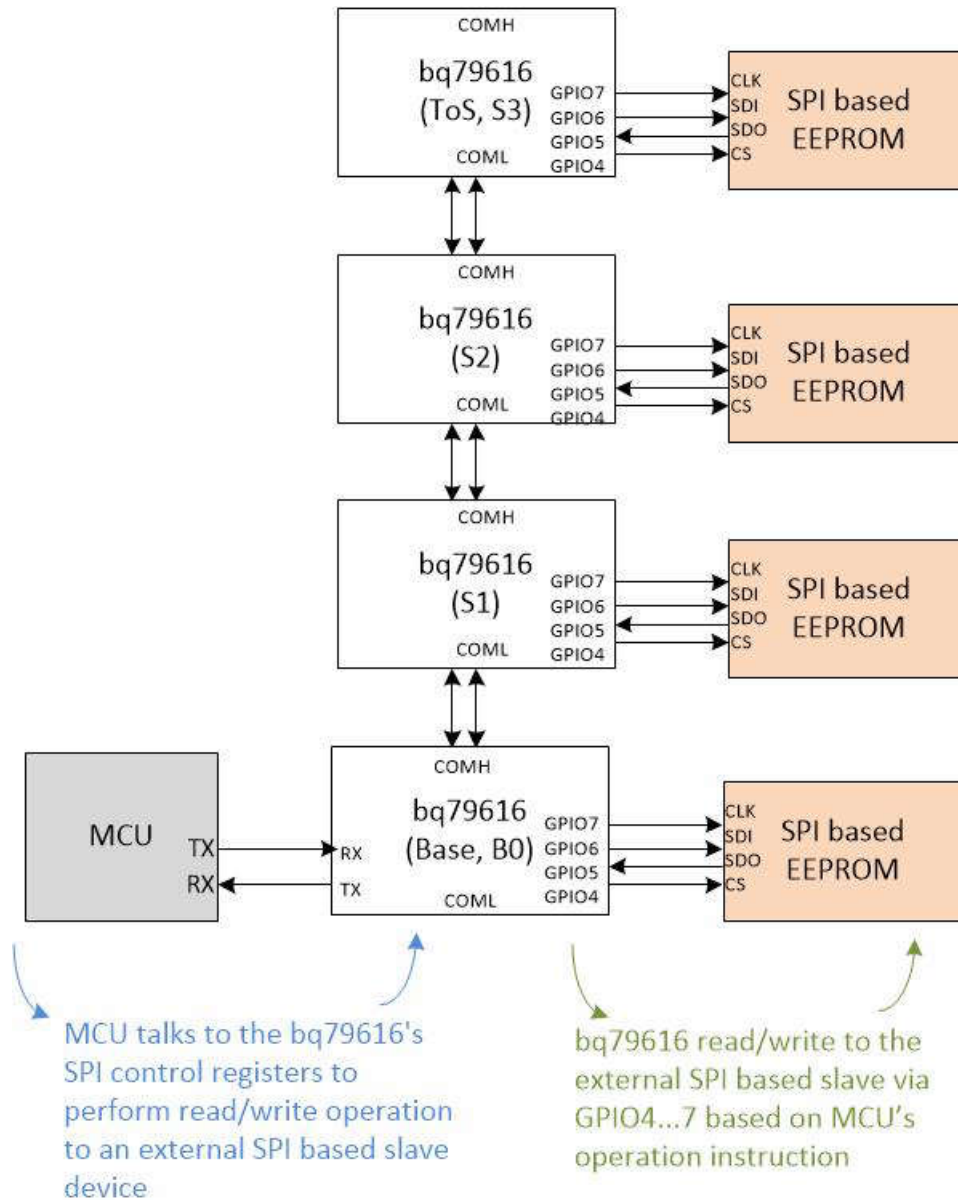 COMH
bq79616
(ToS, S3)
GPIO7
GPIO6
GPIO5
GPIO4
COML
CLK
SDI
SDO
CS
SPI based
EEPROM
COMH
bq79616
(S2)
GPIO7
GPIO6
GPIO5
GPIO4
COML
CLK
SDI
SDO
CS
SPI based
EEPROM
COMH
bq79616
(S1)
GPIO7
GPIO6
GPIO5
GPIO4
COML
CLK
SDI
SDO
CS
SPI based
EEPROM
MCU
TX
RX
COMH
bq79616
(Base, B0)
RX
TX
GPIO7
GPIO6
GPIO5
GPIO4
COML
CLK
SDI
SDO
CS
SPI based
EEPROM
MCU talks to the bq79616's
SPI control registers to
perform read/write operation
to an external SPI based slave
device
bq79616 read/write to the
external SPI based slave via
GPIO4...7 based on MCU’s
operation instruction